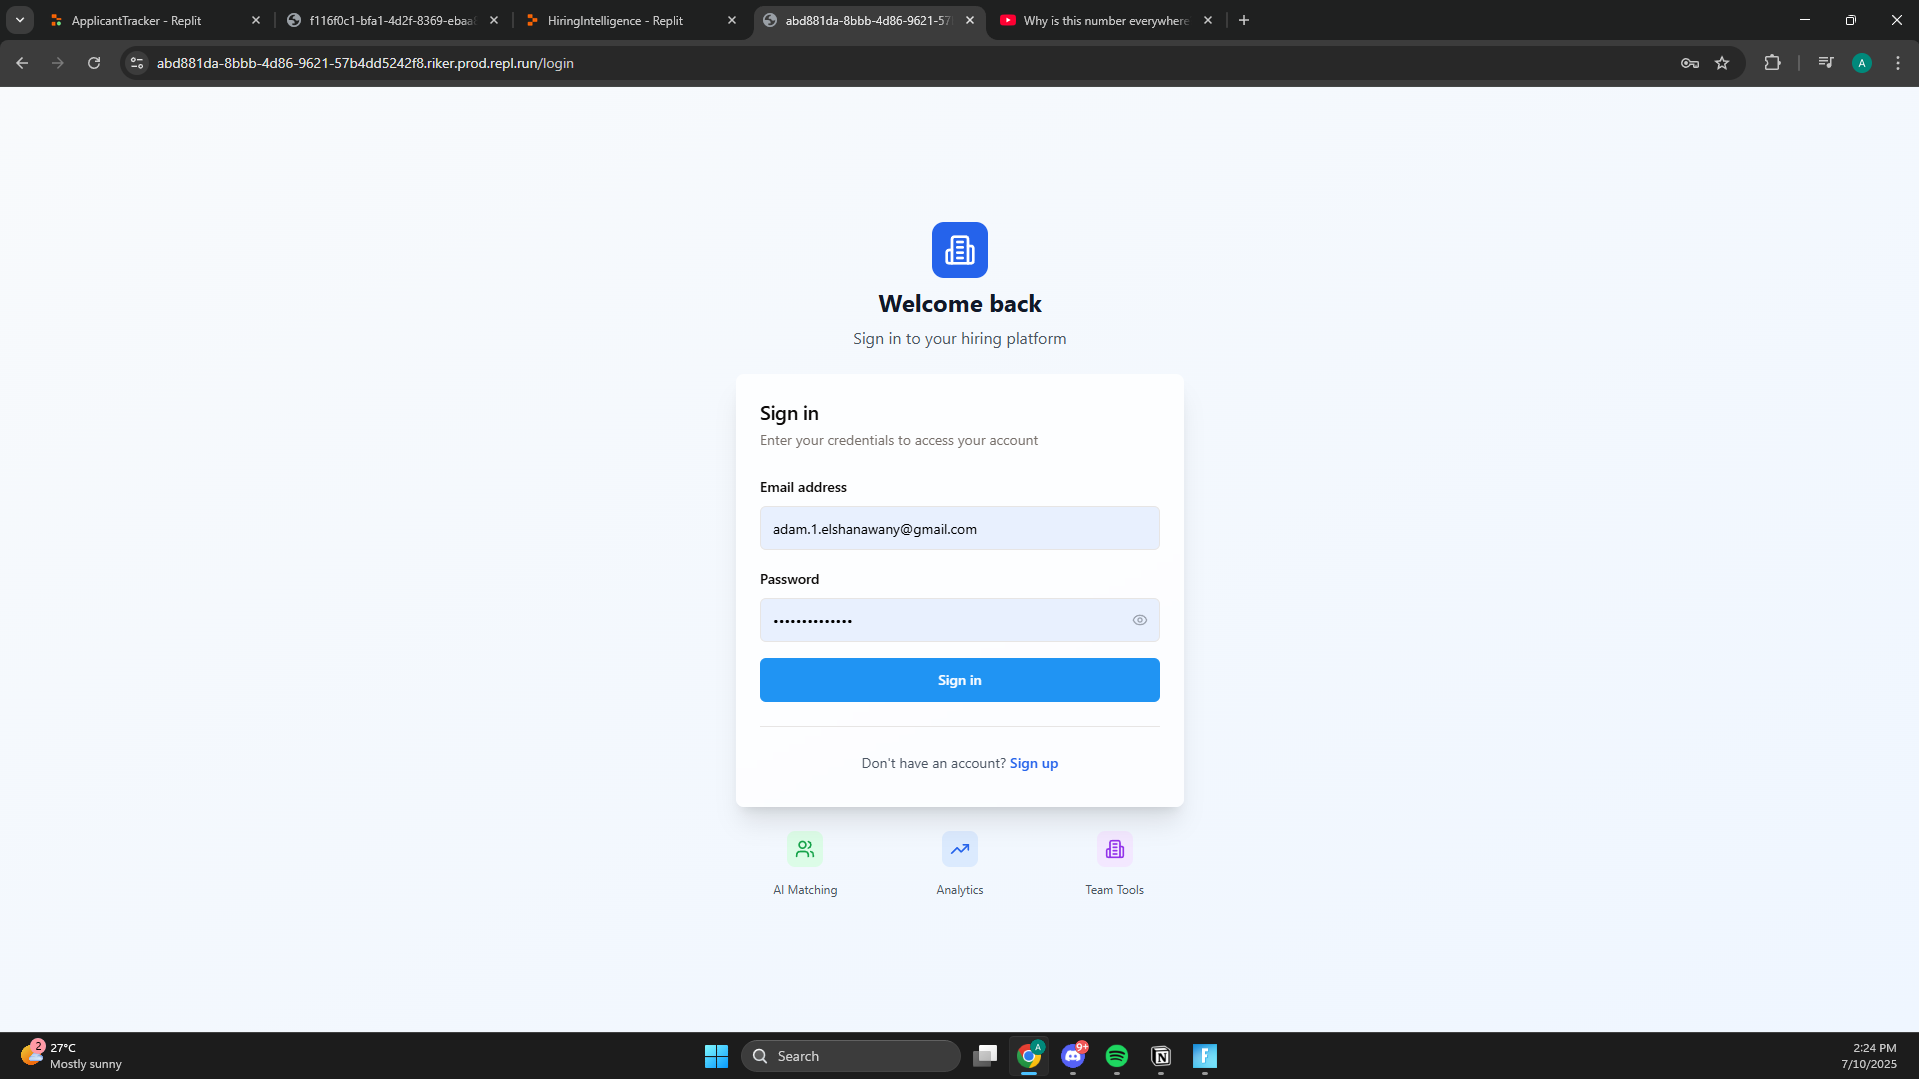 ApplicantTracker - Replit
f116f0c1-bfa1-4d2f-8369-ebaa
HiringIntelligence - Replit
abd881da-8bbb-4d86-9621-57
Why is this number everywhere
abd881da-8bbb-4d86-9621-57b4dd5242f8.riker.prod.repl.run/login
A
Welcome back
Sign in to your hiring platform
Sign in
Enter your credentials to access your account
Email address
adam.1.elshanawany@gmail.com
Password
••••••••••••••
Sign in
Don't have an account? Sign up
AI Matching
Analytics
Team Tools
2
27°C
Mostly sunny
Search
A
9+
N
F
2:24 PM
7/10/2025